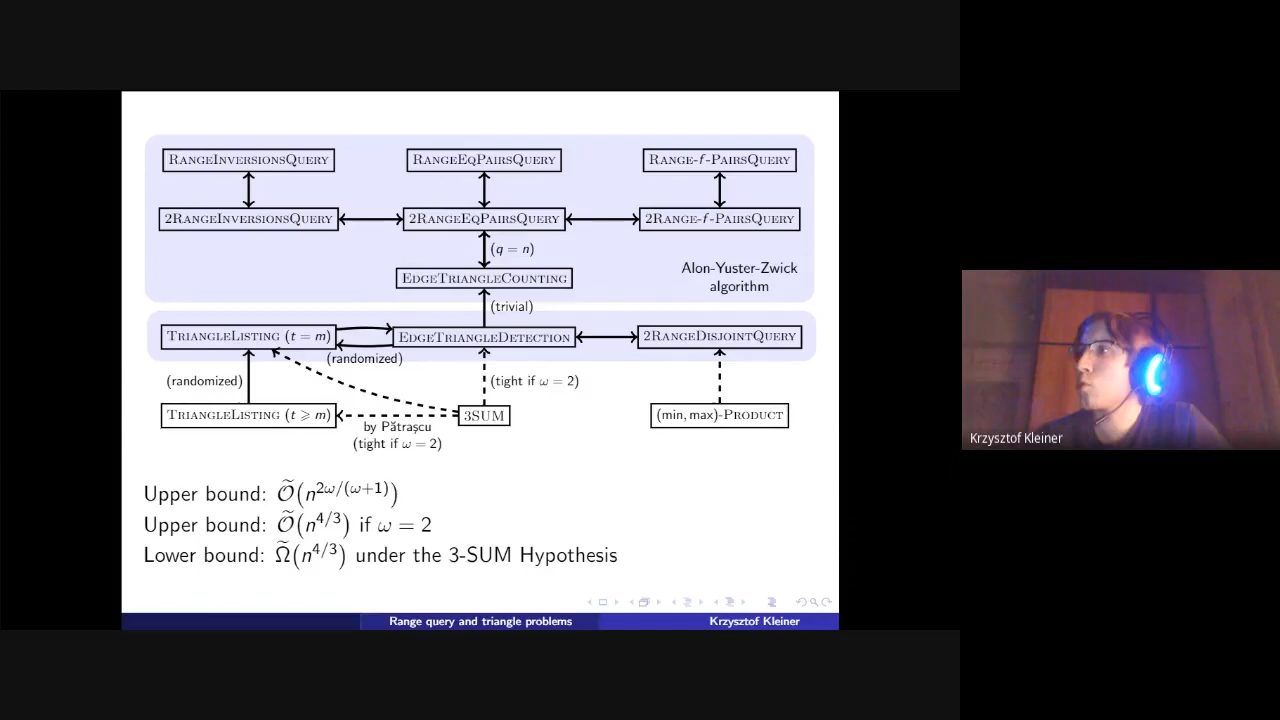 RANGEINVERSIONSQUERY
RANGEEQPAIRSQUERY
RANGE-f-PAIRSQUERY
2RANGEINVERSIONSQUERY
2RANGEEQPAIRSQUERY
2RANGE-f-PAIRSQUERY
(q = n)
EDGETRIANGLECOUNTING
Alon-Yuster-Zwick
algorithm
(trivial)
TRIANGLELISTING (t = m)
EDGETRIANGLEDETECTION
2RANGEDISJOINTQUERY
(randomized)
(randomized)
(tight if ω = 2)
TRIANGLELISTING (t ⩾ m)
3SUM
(min, max)-PRODUCT
by Pătraşcu
(tight if ω = 2)
Upper bound: Õ(n^{2ω/(ω+1)})
Upper bound: Õ(n^{4/3}) if ω = 2
Lower bound: Ω̃(n^{4/3}) under the 3-SUM Hypothesis
Range query and triangle problems
Krzysztof Kleiner
Krzysztof Kleiner